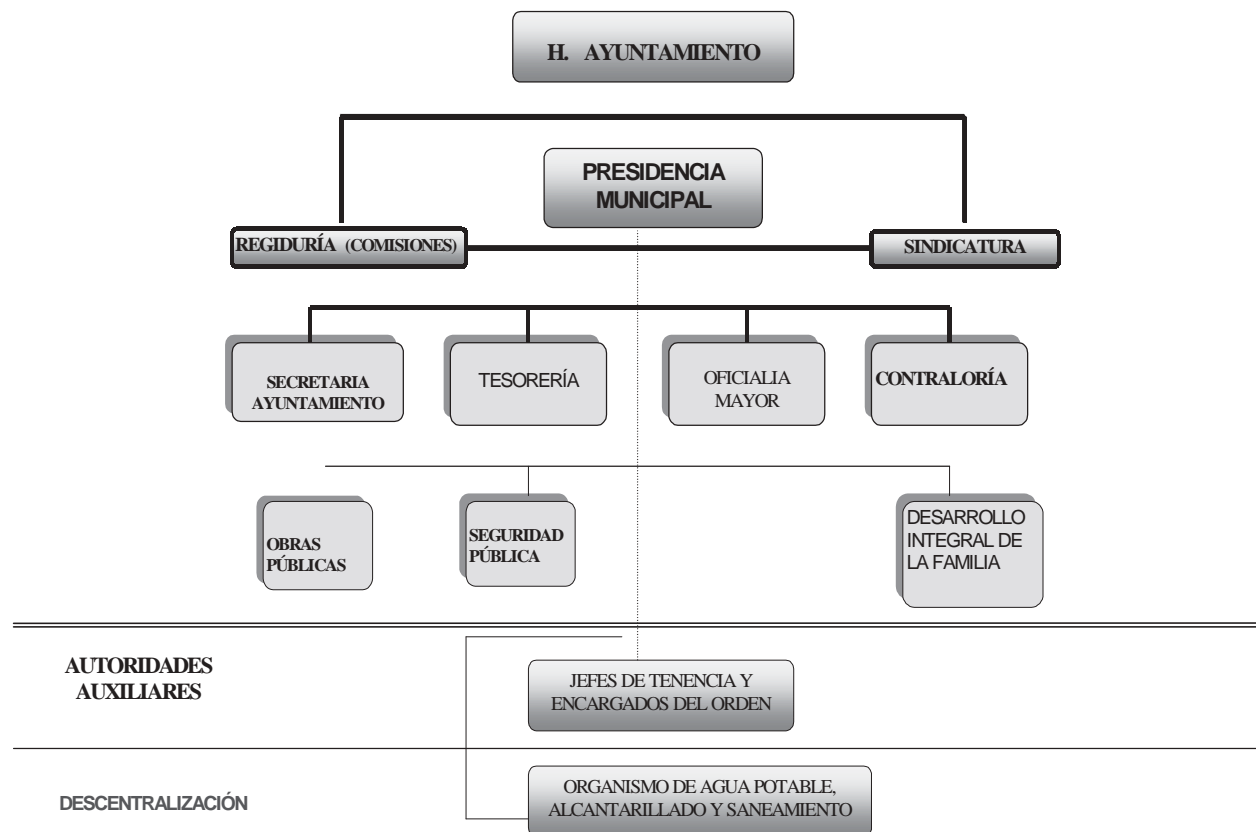 H. AYUNTAMIENTO
PRESIDENCIA
MUNICIPAL
REGIDURÍA (COMISIONES)
SINDICATURA
SECRETARIA
AYUNTAMIENTO
TESORERÍA
OFICIALIA
MAYOR
CONTRALORÍA
OBRAS
PÚBLICAS
SEGURIDAD
PÚBLICA
DESARROLLO
INTEGRAL DE
LA FAMILIA
AUTORIDADES
AUXILIARES
JEFES DE TENENCIA Y
ENCARGADOS DEL ORDEN
DESCENTRALIZACIÓN
ORGANISMO DE AGUA POTABLE,
ALCANTARILLADO Y SANEAMIENTO